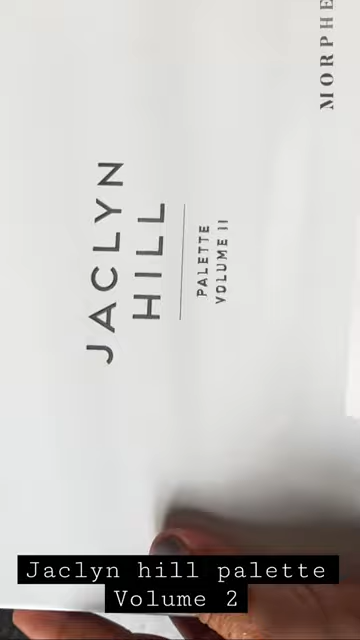 MORPHE
JACLYN
HILL
PALETTE
VOLUME II
Jaclyn hill palette
Volume 2